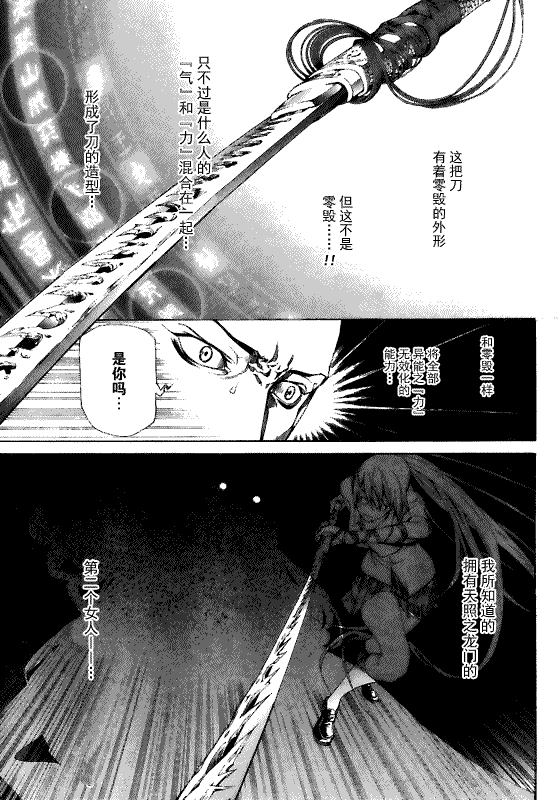 这把刀
有着零毁的外形
但这不是
零毁……!!
只不过是什么人的
『气』和『力』混合在一起…
形成了刀的造型…
和零毁一样
将全部
异能之『力』
无效化的
能力…
是你吗…
我所知道的
拥有天照之龙门的
第二个女人——…